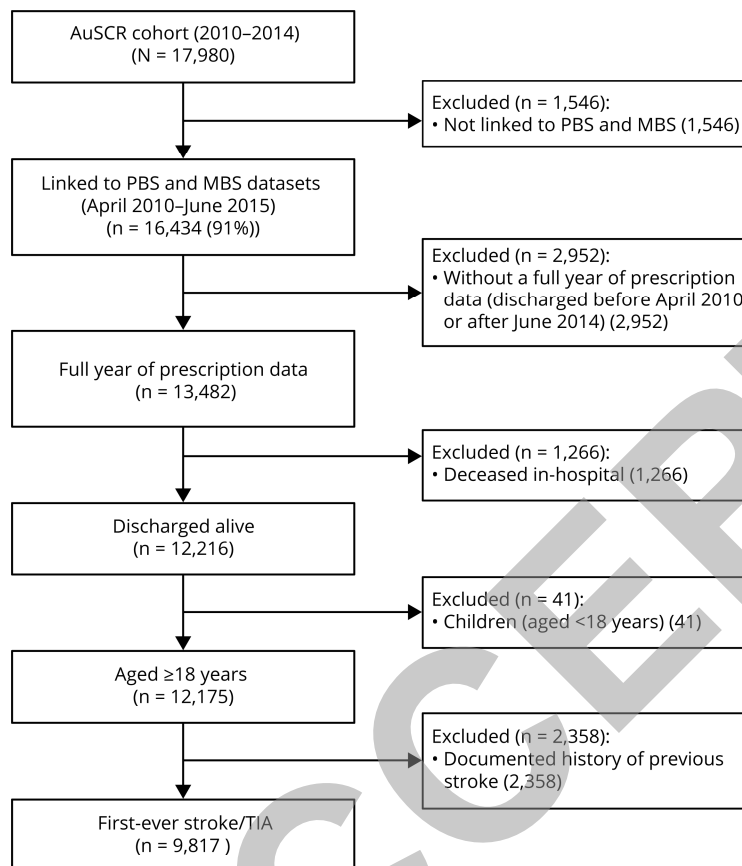 AuSCR cohort (2010–2014)
(N = 17,980)
Excluded (n = 1,546):
• Not linked to PBS and MBS (1,546)
Linked to PBS and MBS datasets
(April 2010–June 2015)
(n = 16,434 (91%))
Excluded (n = 2,952):
• Without a full year of prescription
data (discharged before April 2010
or after June 2014) (2,952)
Full year of prescription data
(n = 13,482)
Excluded (n = 1,266):
• Deceased in-hospital (1,266)
Discharged alive
(n = 12,216)
Excluded (n = 41):
• Children (aged <18 years) (41)
Aged ≥18 years
(n = 12,175)
Excluded (n = 2,358):
• Documented history of previous
stroke (2,358)
First-ever stroke/TIA
(n = 9,817 )